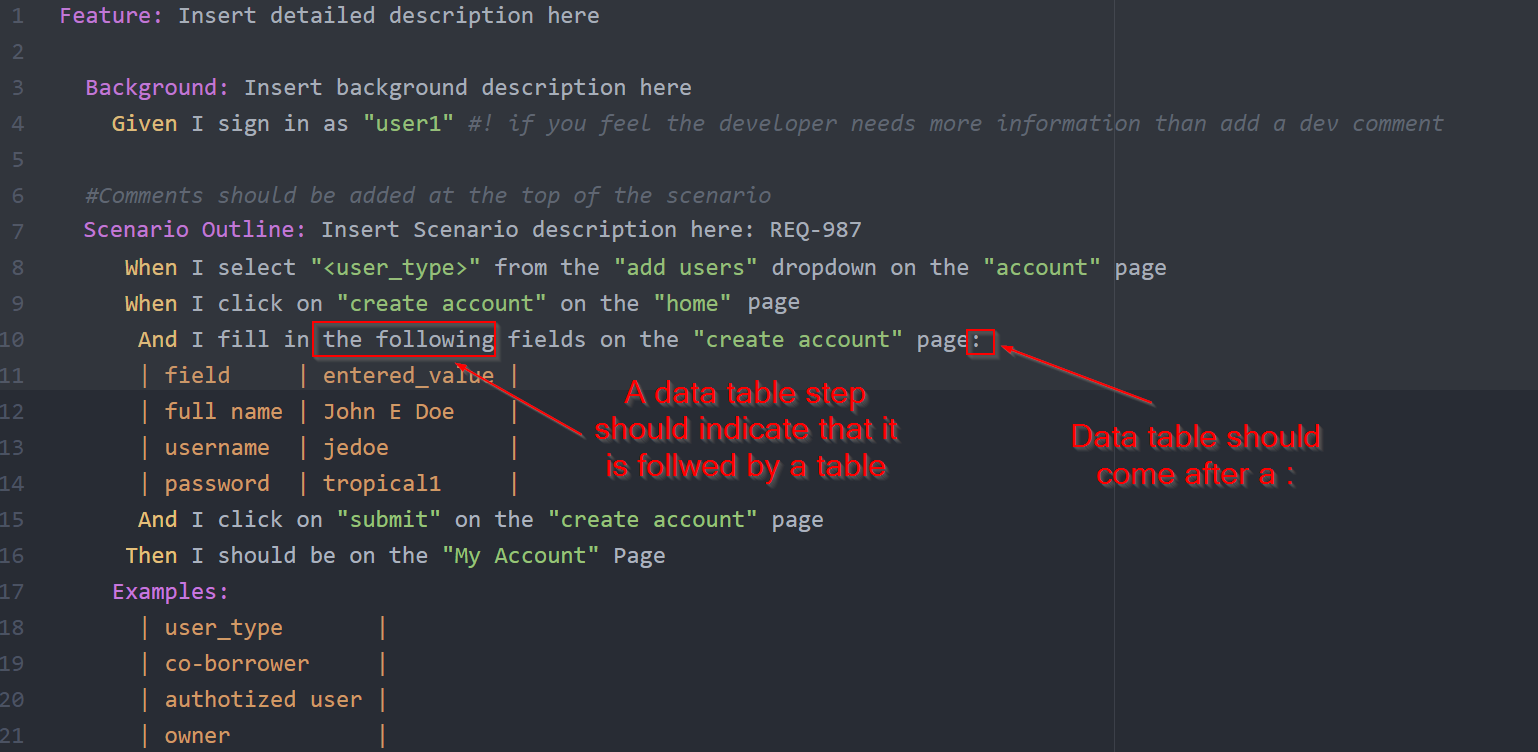 1 Feature: Insert detailed description here
2
3 Background: Insert background description here
4 Given I sign in as "user1" #! if you feel the developer needs more information than add a dev comment
5
6 #Comments should be added at the top of the scenario
7 Scenario Outline: Insert Scenario description here: REQ-987
8 When I select "<user_type>" from the "add users" dropdown on the "account" page
9 When I click on "create account" on the "home" page
10 And I fill in the following fields on the "create account" page:
11 | field | entered_value |
12 | full name | John E Doe |
13 | username | jedoe |
14 | password | tropical1 |
15 And I click on "submit" on the "create account" page
16 Then I should be on the "My Account" Page
17 Examples:
18 | user_type |
19 | co-borrower |
20 | authotized user |
21 | owner |
A data table step
should indicate that it
is follwed by a table
Data table should
come after a :